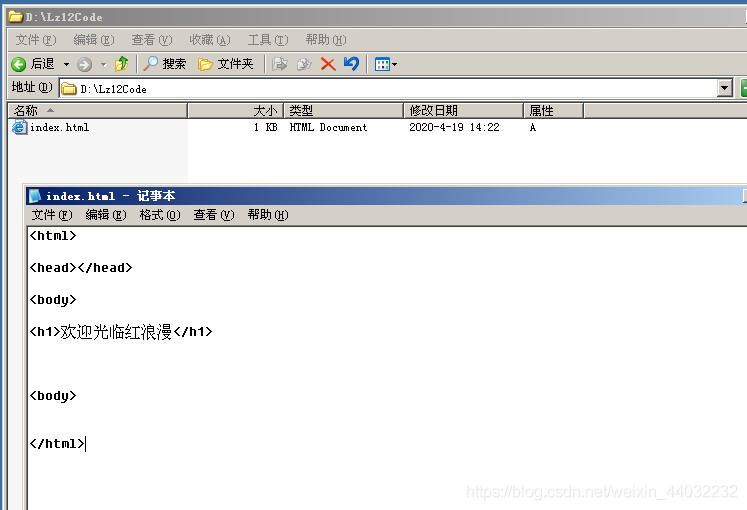 D:\Lz12Code
文件(F) 编辑(E) 查看(V) 收藏(A) 工具(T) 帮助(H)
后退 搜索 文件夹
地址(D) D:\Lz12Code
名称 大小 类型 修改日期 属性
index.html 1 KB HTML Document 2020-4-19 14:22 A
index.html - 记事本
文件(F) 编辑(E) 格式(O) 查看(V) 帮助(H)
<html>
<head></head>
<body>
<h1>欢迎光临红浪漫</h1>
<body>
</html>
https://blog.csdn.net/weixin_44032232